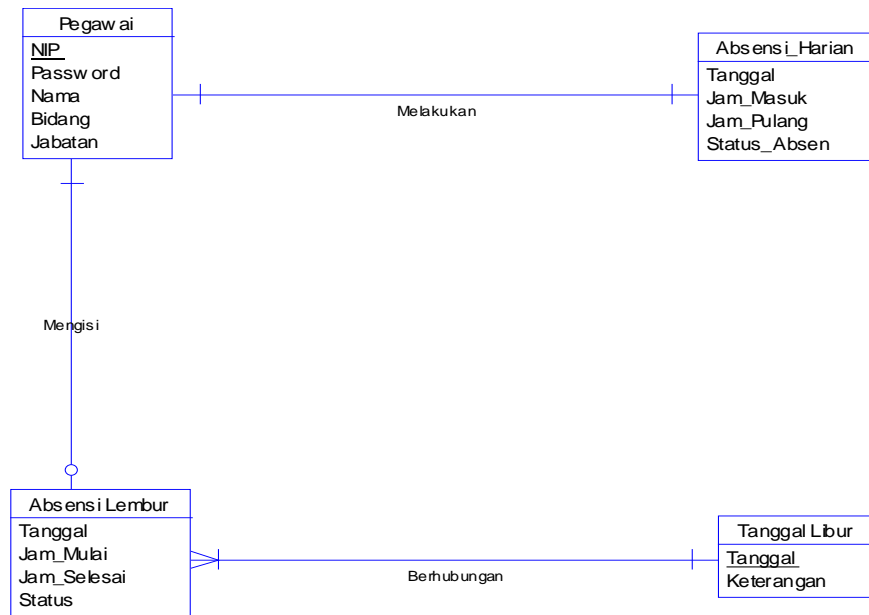 Pegawai
NIP
Password
Nama
Bidang
Jabatan
Absensi_Harian
Tanggal
Jam_Masuk
Jam_Pulang
Status_Absen
Melakukan
Mengisi
Absensi Lembur
Tanggal
Jam_Mulai
Jam_Selesai
Status
Berhubungan
Tanggal Libur
Tanggal
Keterangan